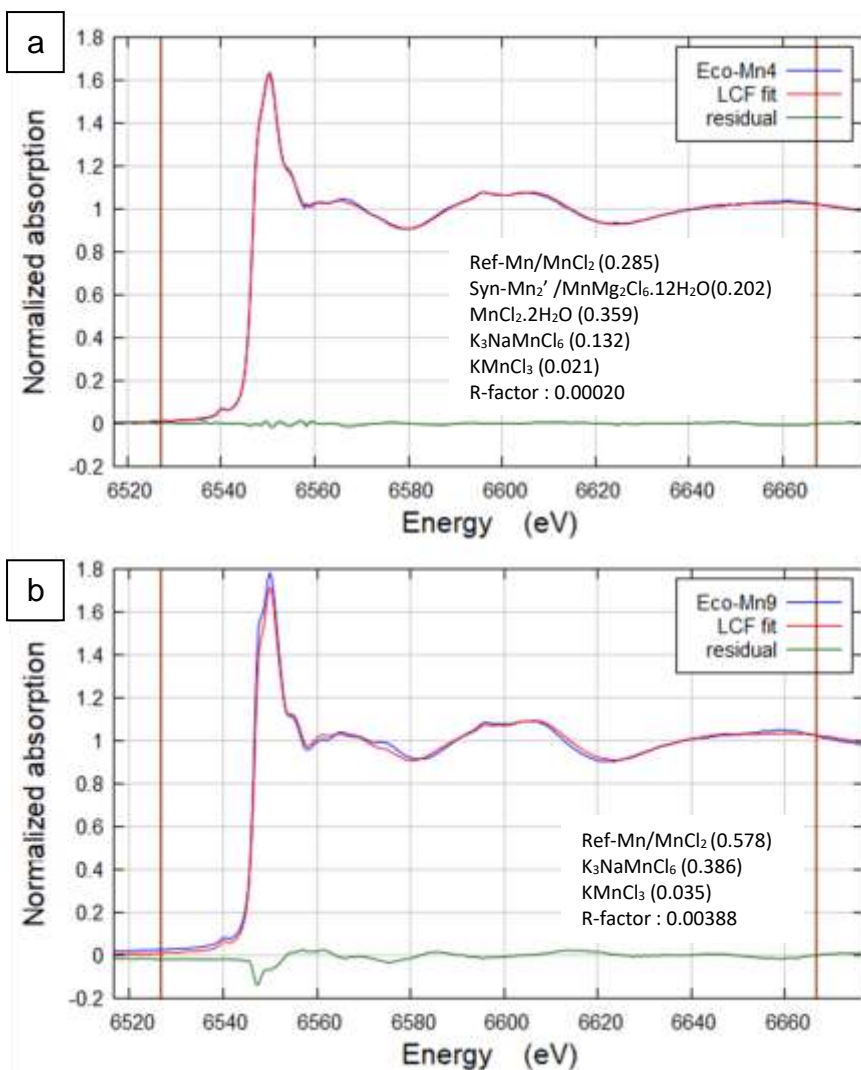 a
1.8
1.6
1.4
1.2
1
0.8
0.6
0.4
0.2
0
-0.2
Normalized absorption
Eco-Mn4
LCF fit
residual
Ref-Mn/MnCl₂ (0.285)
Syn-Mn₂’ /MnMg₂Cl₆.12H₂O(0.202)
MnCl₂.2H₂O (0.359)
K₃NaMnCl₆ (0.132)
KMnCl₃ (0.021)
R-factor : 0.00020
6520 6540 6560 6580 6600 6620 6640 6660
Energy (eV)
b
1.8
1.6
1.4
1.2
1
0.8
0.6
0.4
0.2
0
-0.2
Normalized absorption
Eco-Mn9
LCF fit
residual
Ref-Mn/MnCl₂ (0.578)
K₃NaMnCl₆ (0.386)
KMnCl₃ (0.035)
R-factor : 0.00388
6520 6540 6560 6580 6600 6620 6640 6660
Energy (eV)